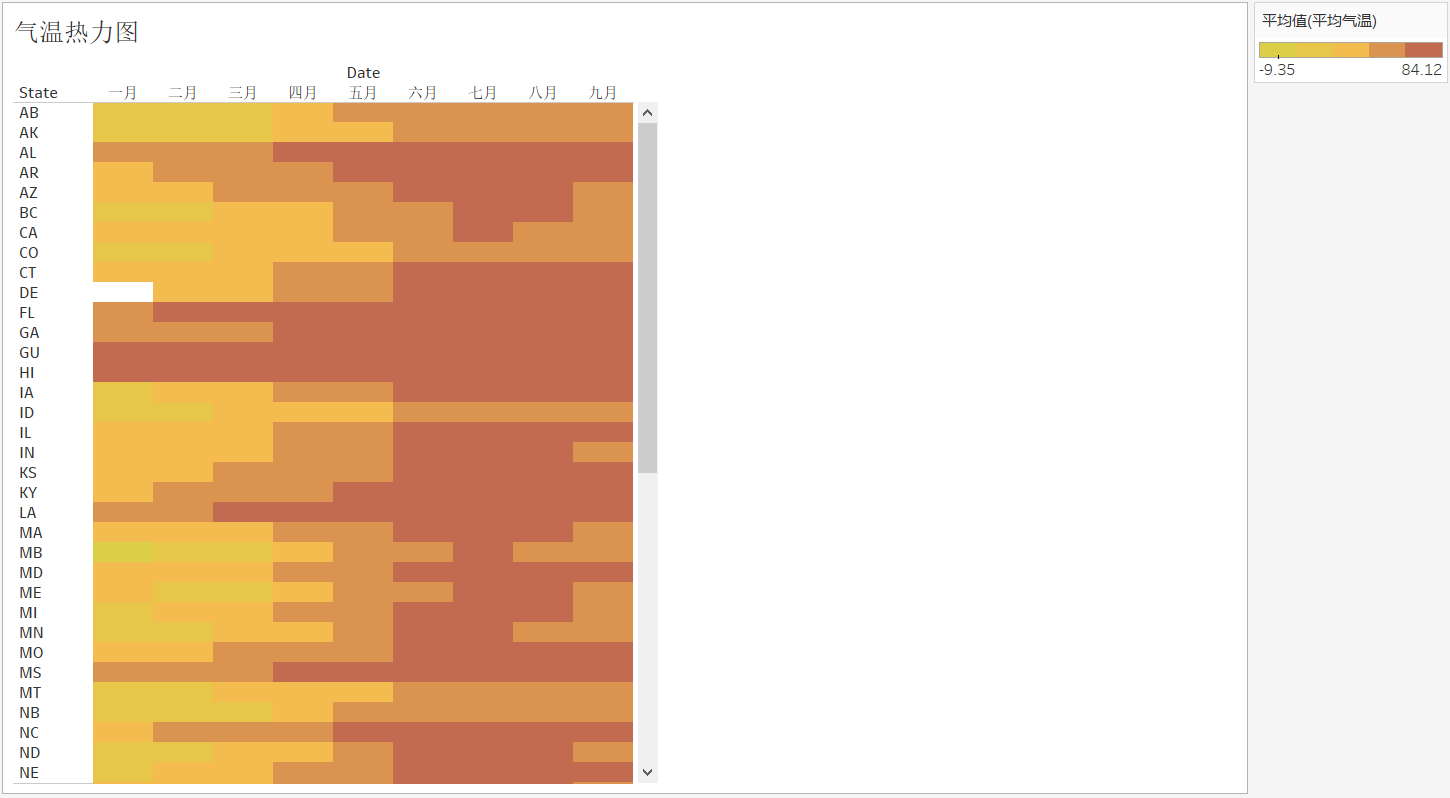 气温热力图
Date
State 一月 二月 三月 四月 五月 六月 七月 八月 九月
AB
AK
AL
AR
AZ
BC
CA
CO
CT
DE
FL
GA
GU
HI
IA
ID
IL
IN
KS
KY
LA
MA
MB
MD
ME
MI
MN
MO
MS
MT
NB
NC
ND
NE
平均值(平均气温)
-9.35 84.12